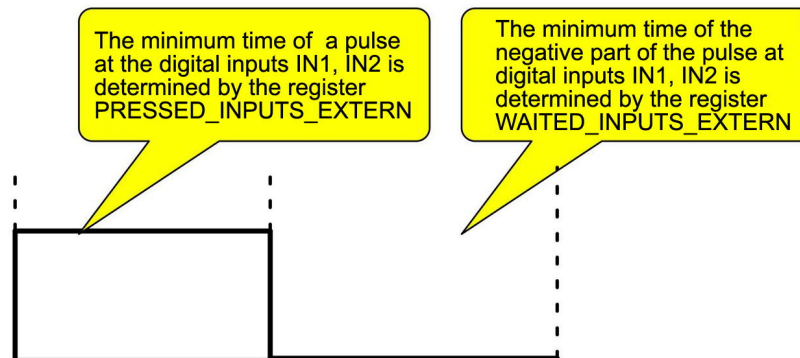 The minimum time of a pulse
at the digital inputs IN1, IN2 is
determined by the register
PRESSED_INPUTS_EXTERN
The minimum time of the
negative part of the pulse at
digital inputs IN1, IN2 is
determined by the register
WAITED_INPUTS_EXTERN